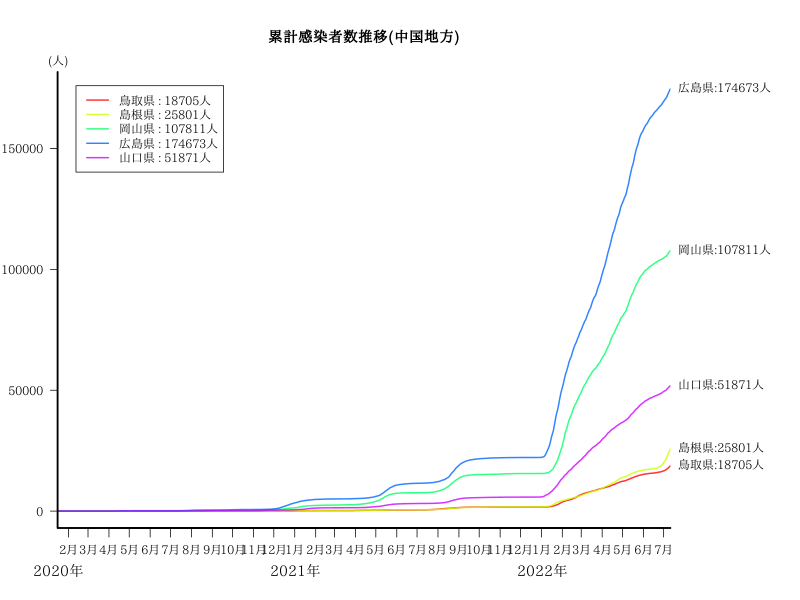 累計感染者数推移(中国地方)
(人)
鳥取県 : 18705人
島根県 : 25801人
岡山県 : 107811人
広島県 : 174673人
山口県 : 51871人
広島県:174673人
150000
岡山県:107811人
100000
山口県:51871人
50000
島根県:25801人
鳥取県:18705人
0
2月 3月 4月 5月 6月 7月 8月 9月 10月 11月 12月 1月 2月 3月 4月 5月 6月 7月 8月 9月 10月 11月 12月 1月 2月 3月 4月 5月 6月 7月
2020年 2021年 2022年